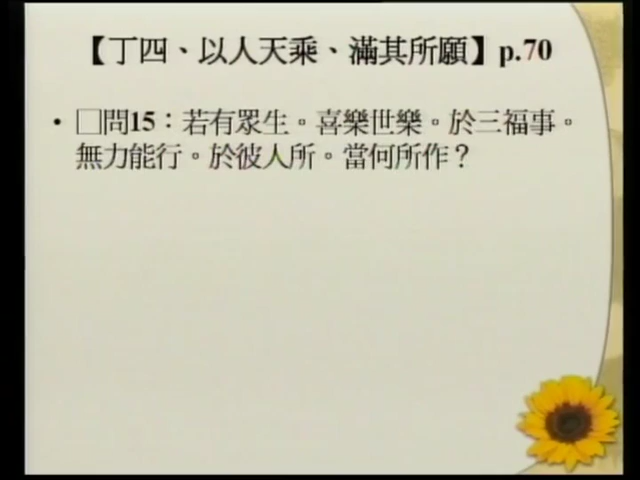 【丁四、以人天乘、滿其所願】p.70
• □問15：若有眾生。喜樂世樂。於三福事。
無力能行。於彼人所。當何所作？